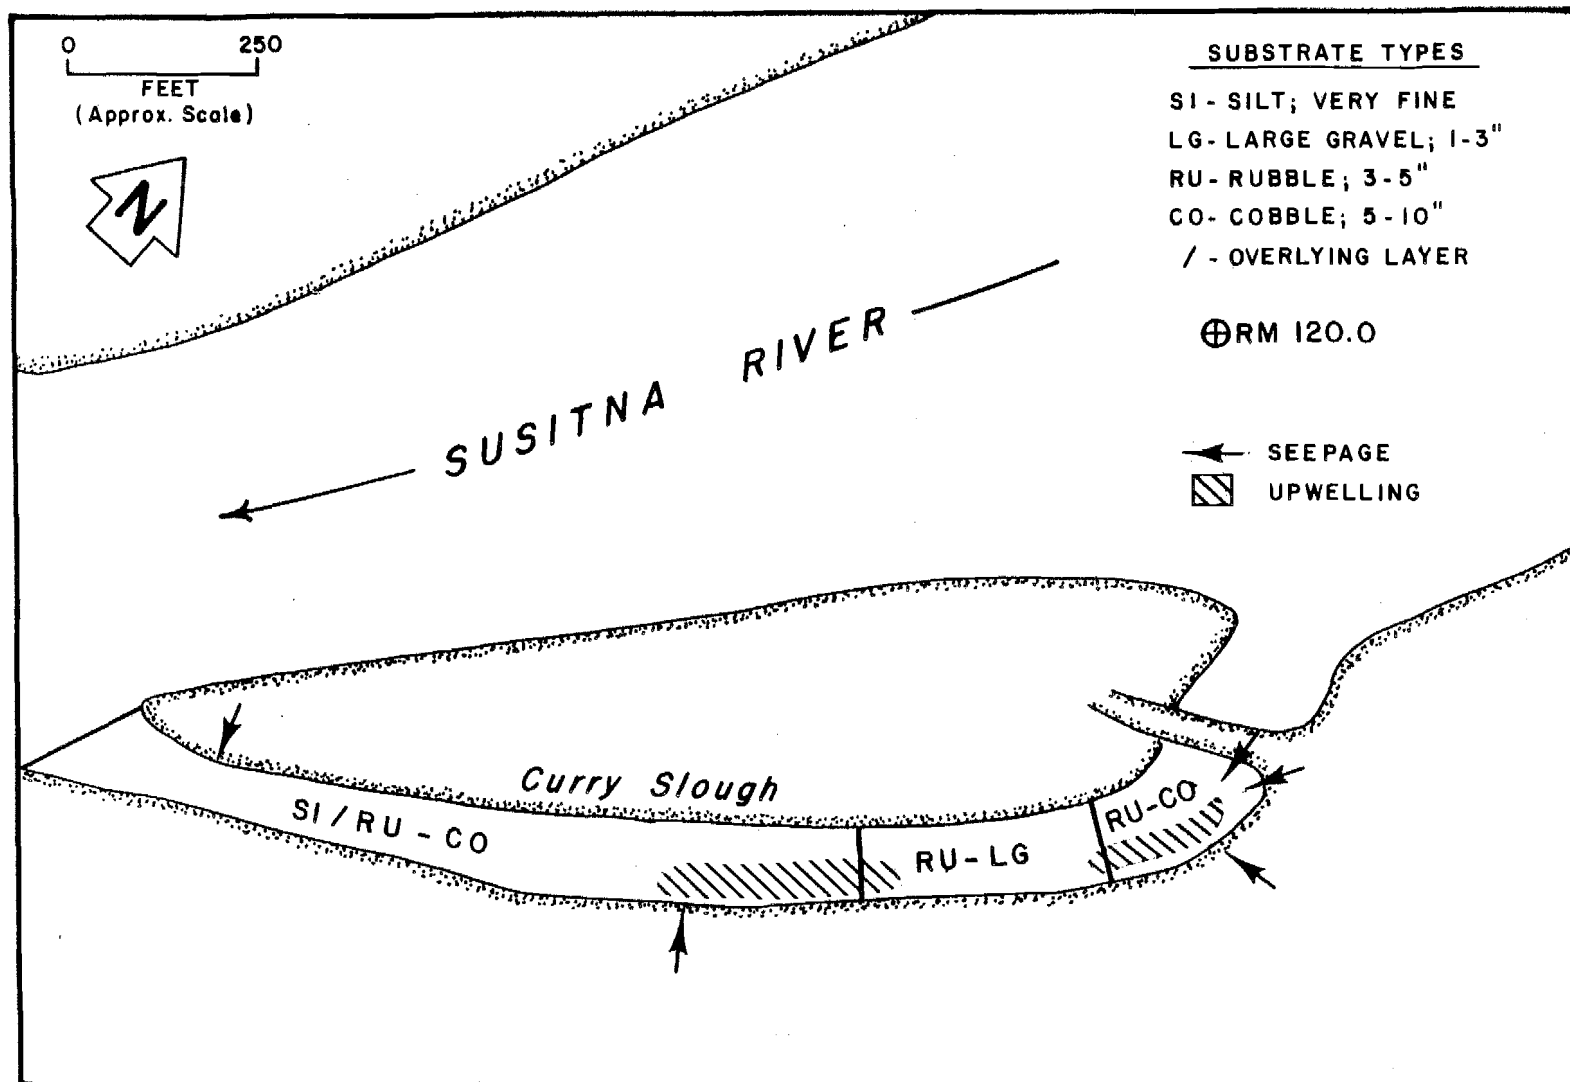 0 250
FEET
(Approx. Scale)
N
SUBSTRATE TYPES
SI - SILT; VERY FINE
LG - LARGE GRAVEL; 1-3"
RU - RUBBLE; 3-5"
CO - COBBLE; 5-10"
/ - OVERLYING LAYER
RM 120.0
SUSITNA RIVER
SEEPAGE
UPWELLING
Curry Slough
SI / RU - CO
RU - LG
RU - CO